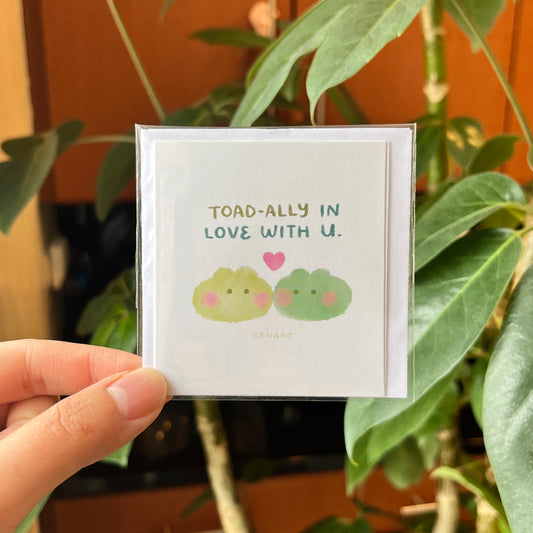 TOAD-ALLY IN
LOVE WITH U.
CXNART